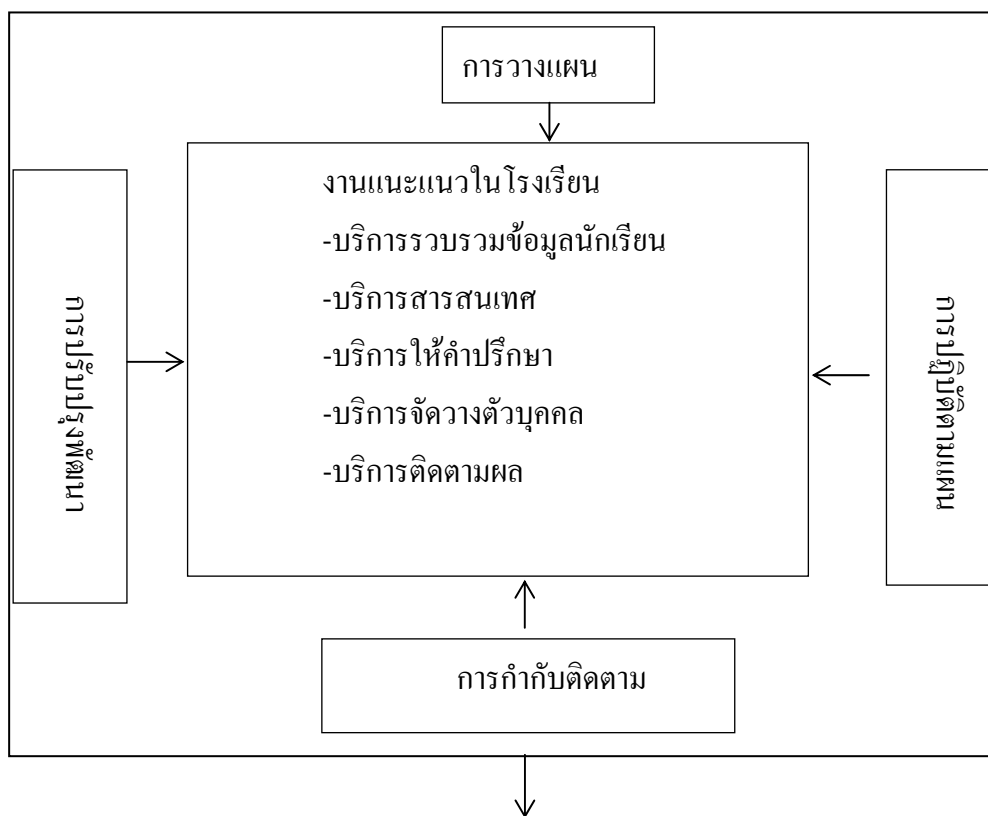 การวางแผน
งานแนะแนวในโรงเรียน
-บริการรวบรวมข้อมูลนักเรียน
-บริการสารสนเทศ
-บริการให้คำปรึกษา
-บริการจัดวางตัวบุคคล
-บริการติดตามผล
การปรับปรุงพัฒนา
การปฏิบัติตามแผน
การกำกับติดตาม